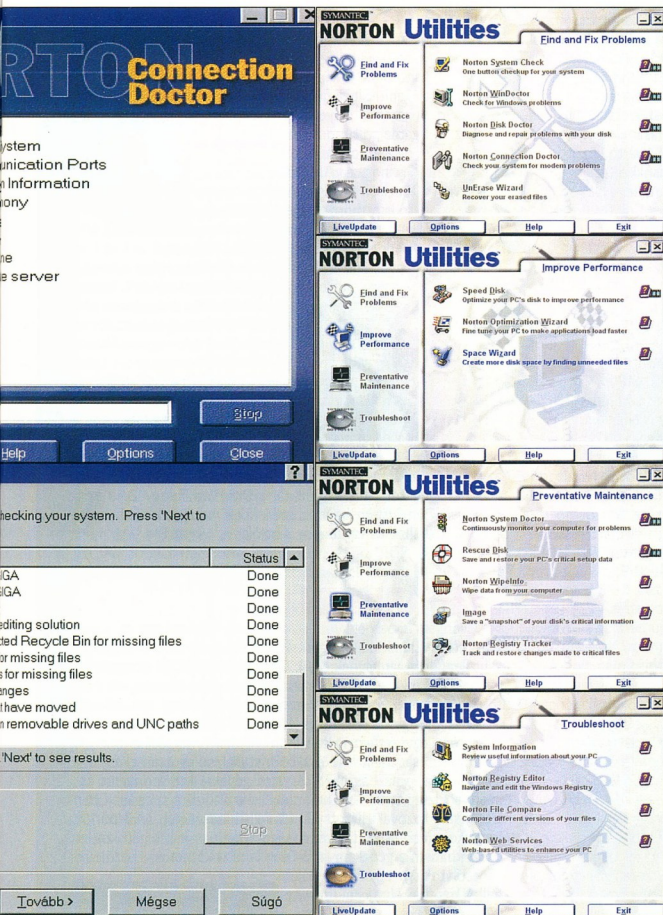 RTON
Connection
Doctor
ystem
unication Ports
n Information
ony
ne
e server
Stop
Help
Options
Close
hecking your system. Press 'Next' to
Status
IGA
Done
IGA
Done
Done
editing solution
Done
ted Recycle Bin for missing files
Done
or missing files
Done
s for missing files
Done
anges
Done
t have moved
Done
n removable drives and UNC paths
Done
'Next' to see results.
Stop
Tovább >
Mégse
Súgó
SYMANTEC.
NORTON Utilities
Find and Fix Problems
Find and Fix
Problems
Improve
Performance
Preventative
Maintenance
Troubleshoot
Norton System Check
One button checkup for your system
Norton WinDoctor
Check for Windows problems
Norton Disk Doctor
Diagnose and repair problems with your disk
Norton Connection Doctor
Check your system for modem problems
UnErase Wizard
Recover your erased files
LiveUpdate
Options
Help
Exit
SYMANTEC.
NORTON Utilities
Improve Performance
Find and Fix
Problems
Improve
Performance
Preventative
Maintenance
Troubleshoot
Speed Disk
Optimize your PC's disk to improve performance
Norton Optimization Wizard
Fine tune your PC to make applications load faster
Space Wizard
Create more disk space by finding unneeded files
LiveUpdate
Options
Help
Exit
SYMANTEC.
NORTON Utilities
Preventative Maintenance
Find and Fix
Problems
Improve
Performance
Preventative
Maintenance
Troubleshoot
Norton System Doctor
Continuously monitor your computer for problems
Rescue Disk
Save and restore your PC's critical setup data
Norton WipeInfo
Wipe data from your computer
Image
Save a "snapshot" of your disk's critical information
Norton Registry Tracker
Track and restore changes made to critical files
LiveUpdate
Options
Help
Exit
SYMANTEC.
NORTON Utilities
Troubleshoot
Find and Fix
Problems
Improve
Performance
Preventative
Maintenance
Troubleshoot
System Information
Review useful information about your PC
Norton Registry Editor
Navigate and edit the Windows Registry
Norton File Compare
Compare different versions of your files
Norton Web Services
Web-based utilities to enhance your PC
LiveUpdate
Options
Help
Exit